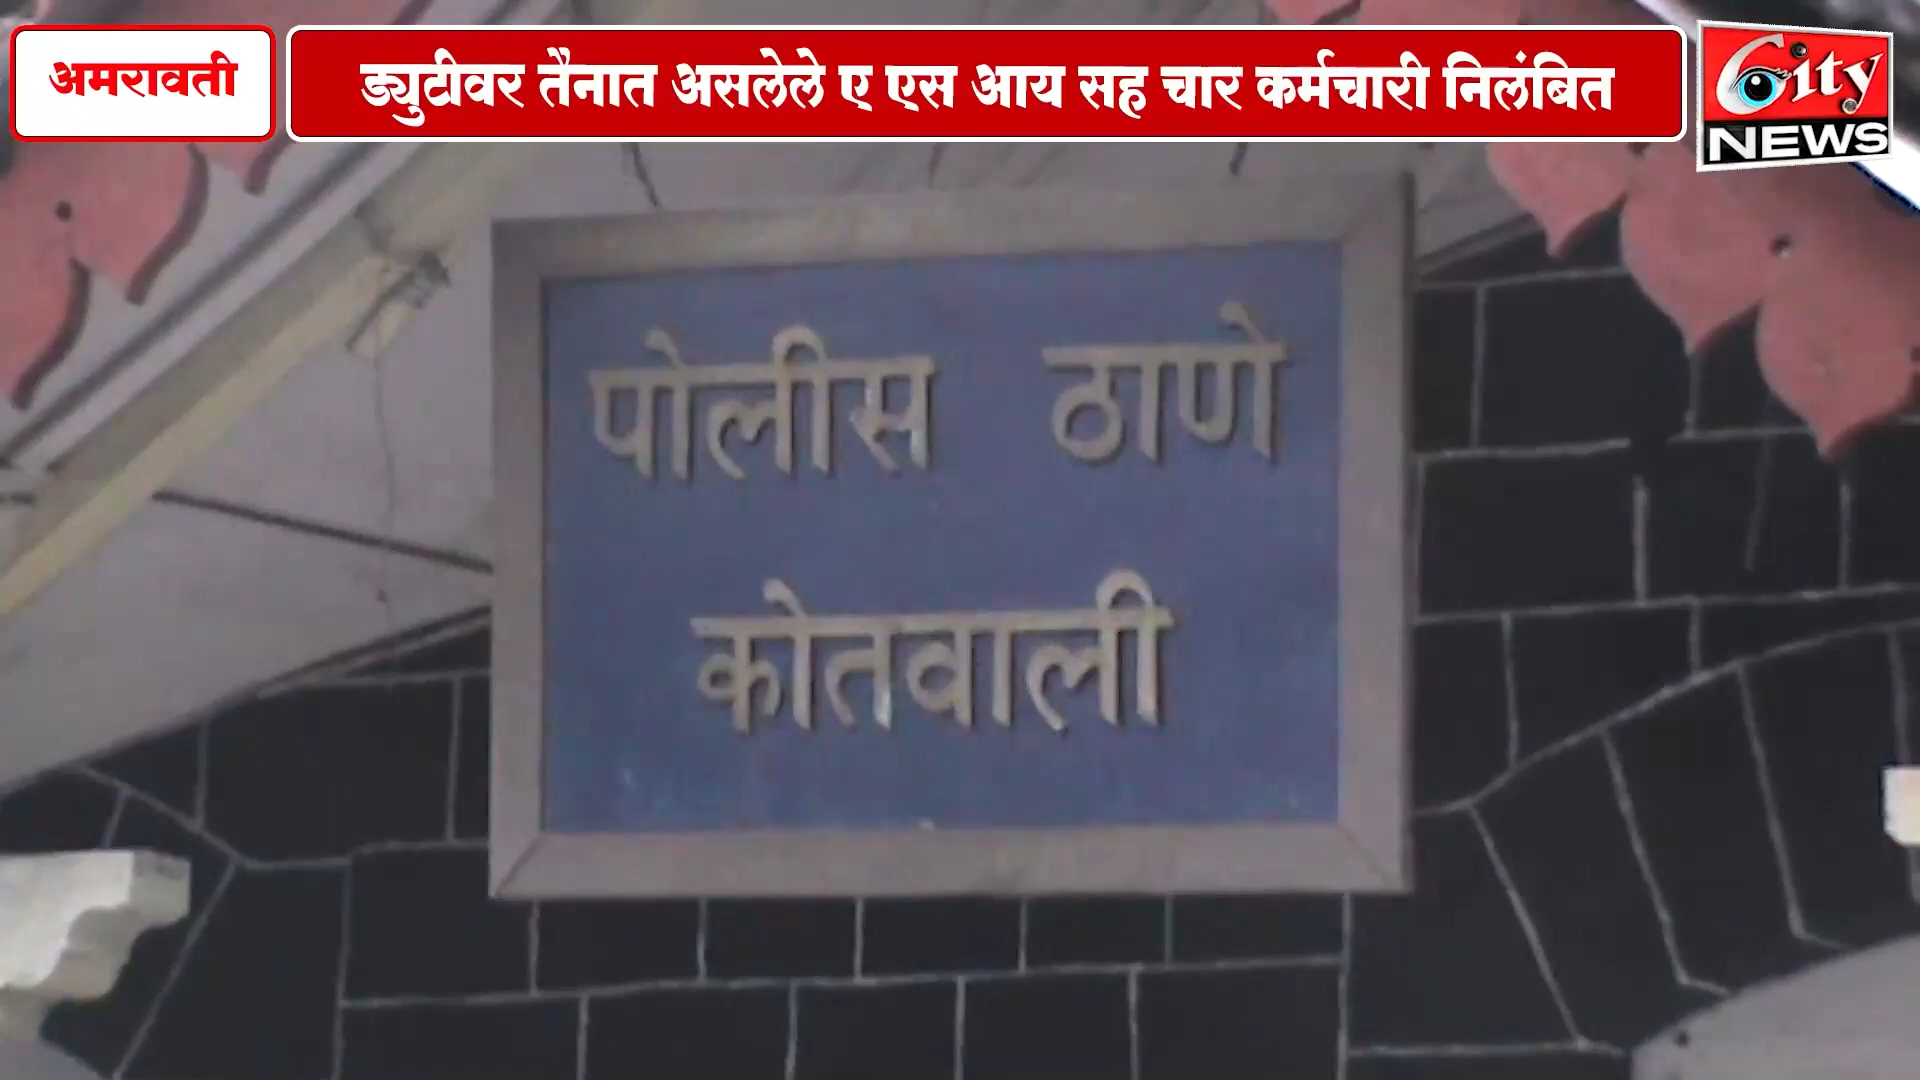 अमरावती
ड्युटीवर तैनात असलेले ए एस आय सह चार कर्मचारी निलंबित
City
NEWS
पोलीस ठाणे
कोतवाली